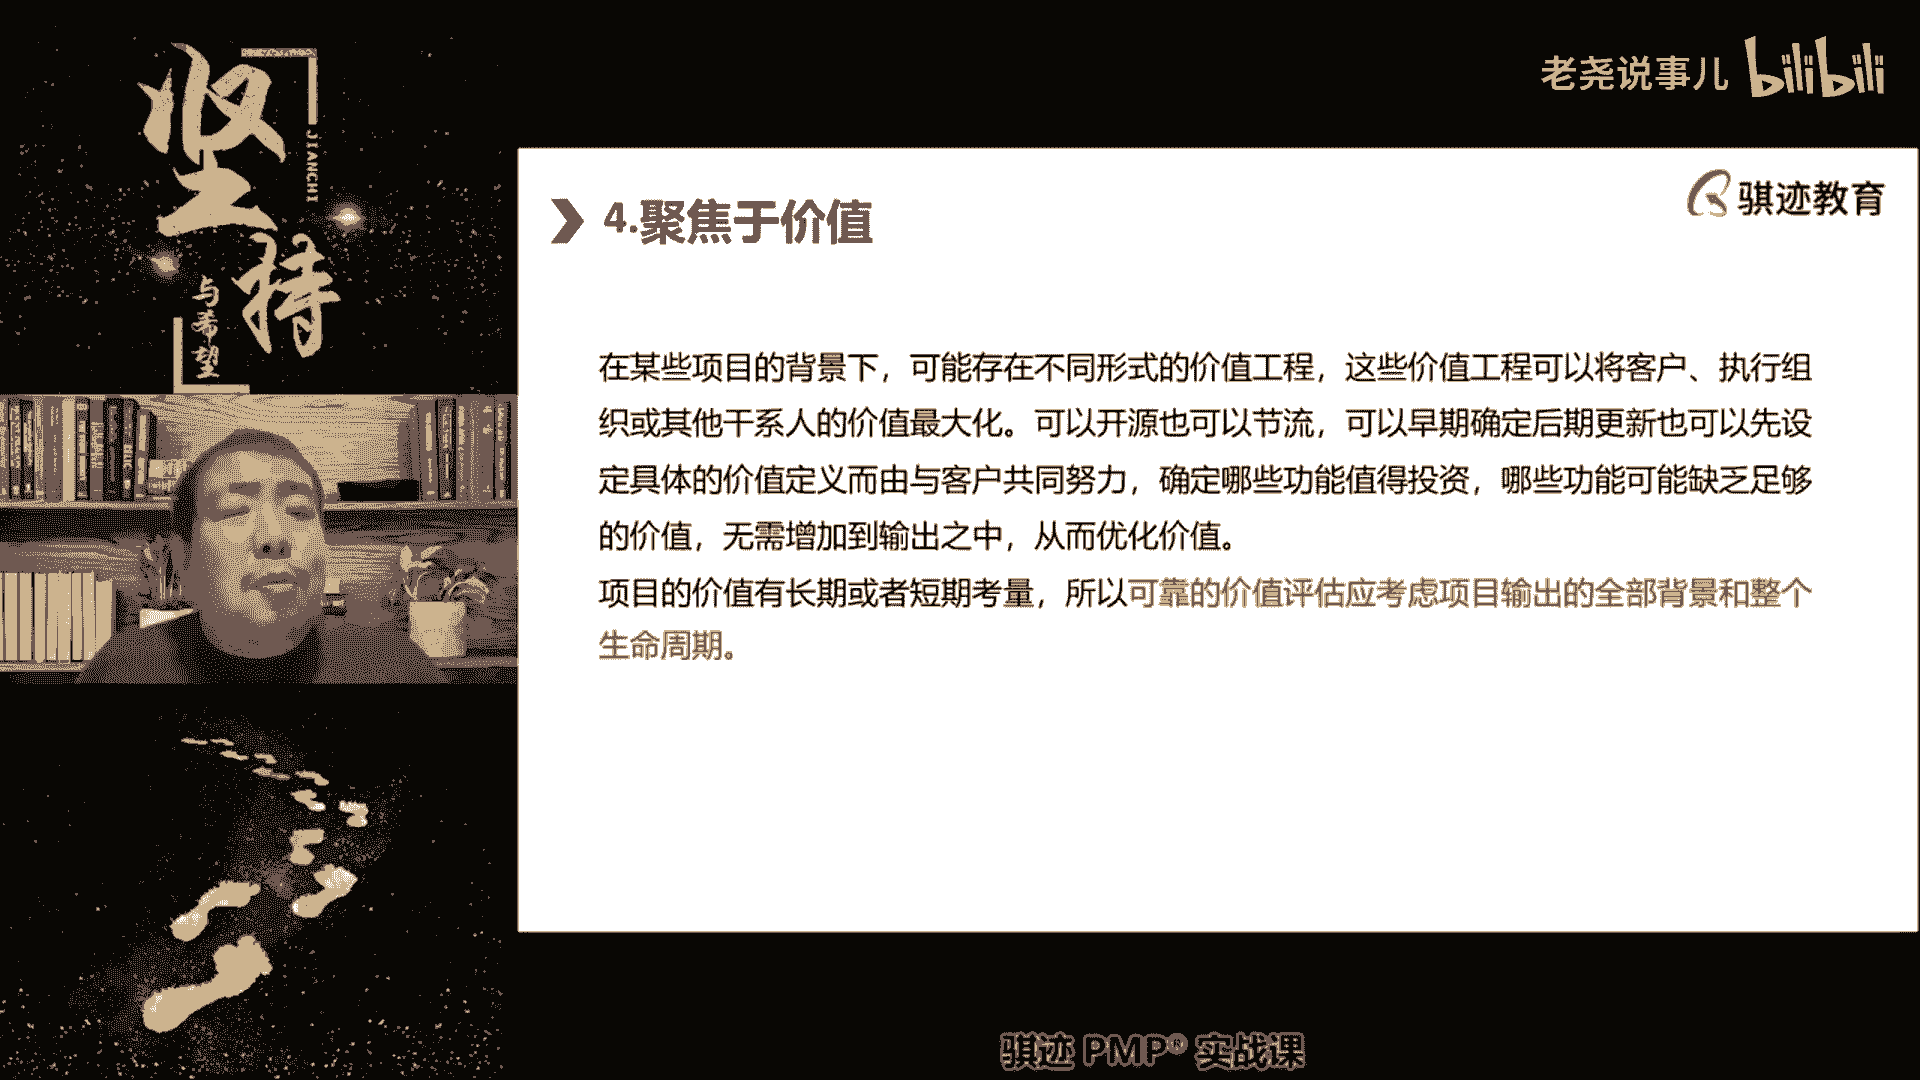 坚持
JIANCHI
与希望
老尧说事儿 bilibili
骐迹教育
4.聚焦于价值
在某些项目的背景下，可能存在不同形式的价值工程，这些价值工程可以将客户、执行组
织或其他干系人的价值最大化。可以开源也可以节流，可以早期确定后期更新也可以先设
定具体的价值定义而由与客户共同努力，确定哪些功能值得投资，哪些功能可能缺乏足够
的价值，无需增加到输出之中，从而优化价值。
项目的价值有长期或者短期考量，所以可靠的价值评估应考虑项目输出的全部背景和整个
生命周期。
骐迹 PMP® 实战课